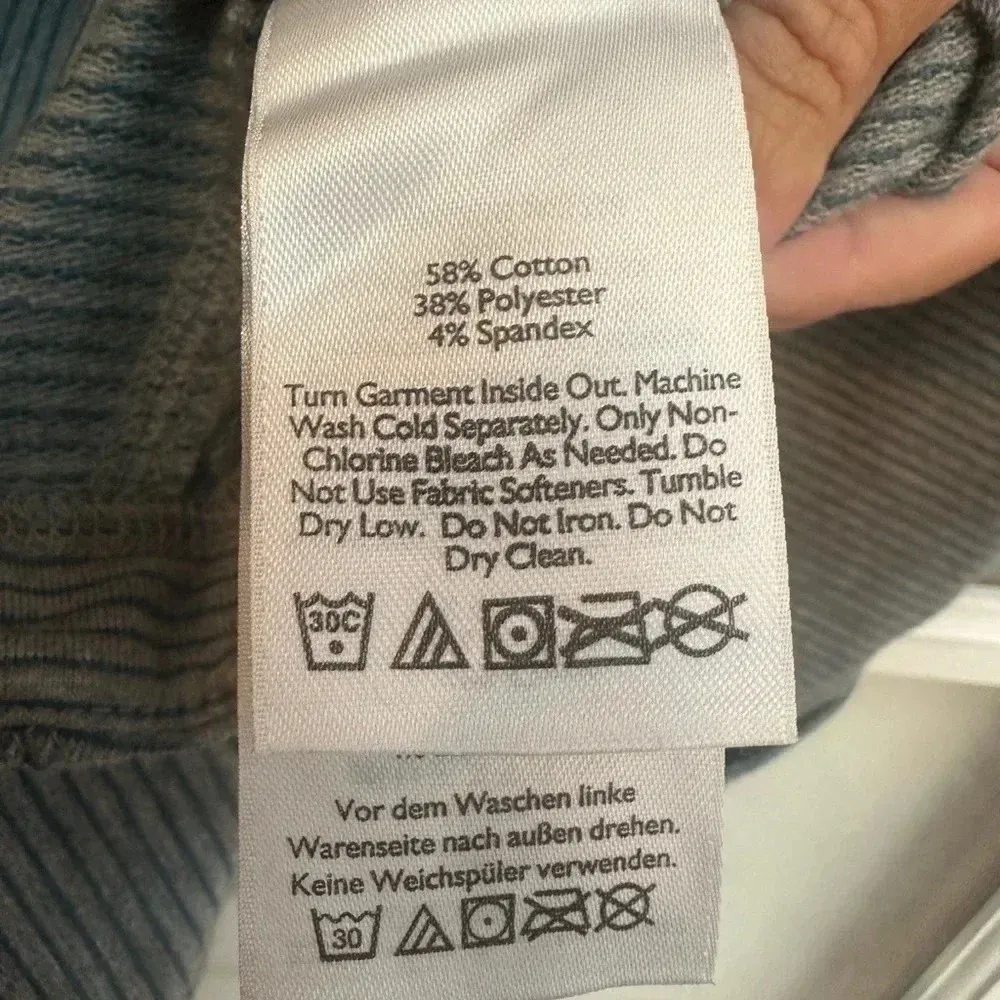 58% Cotton
38% Polyester
4% Spandex
Turn Garment Inside Out. Machine
Wash Cold Separately. Only Non-
Chlorine Bleach As Needed. Do
Not Use Fabric Softeners. Tumble
Dry Low. Do Not Iron. Do Not
Dry Clean.
30C
Vor dem Waschen linke
Warenseite nach außen drehen.
Keine Weichspüler verwenden.
30